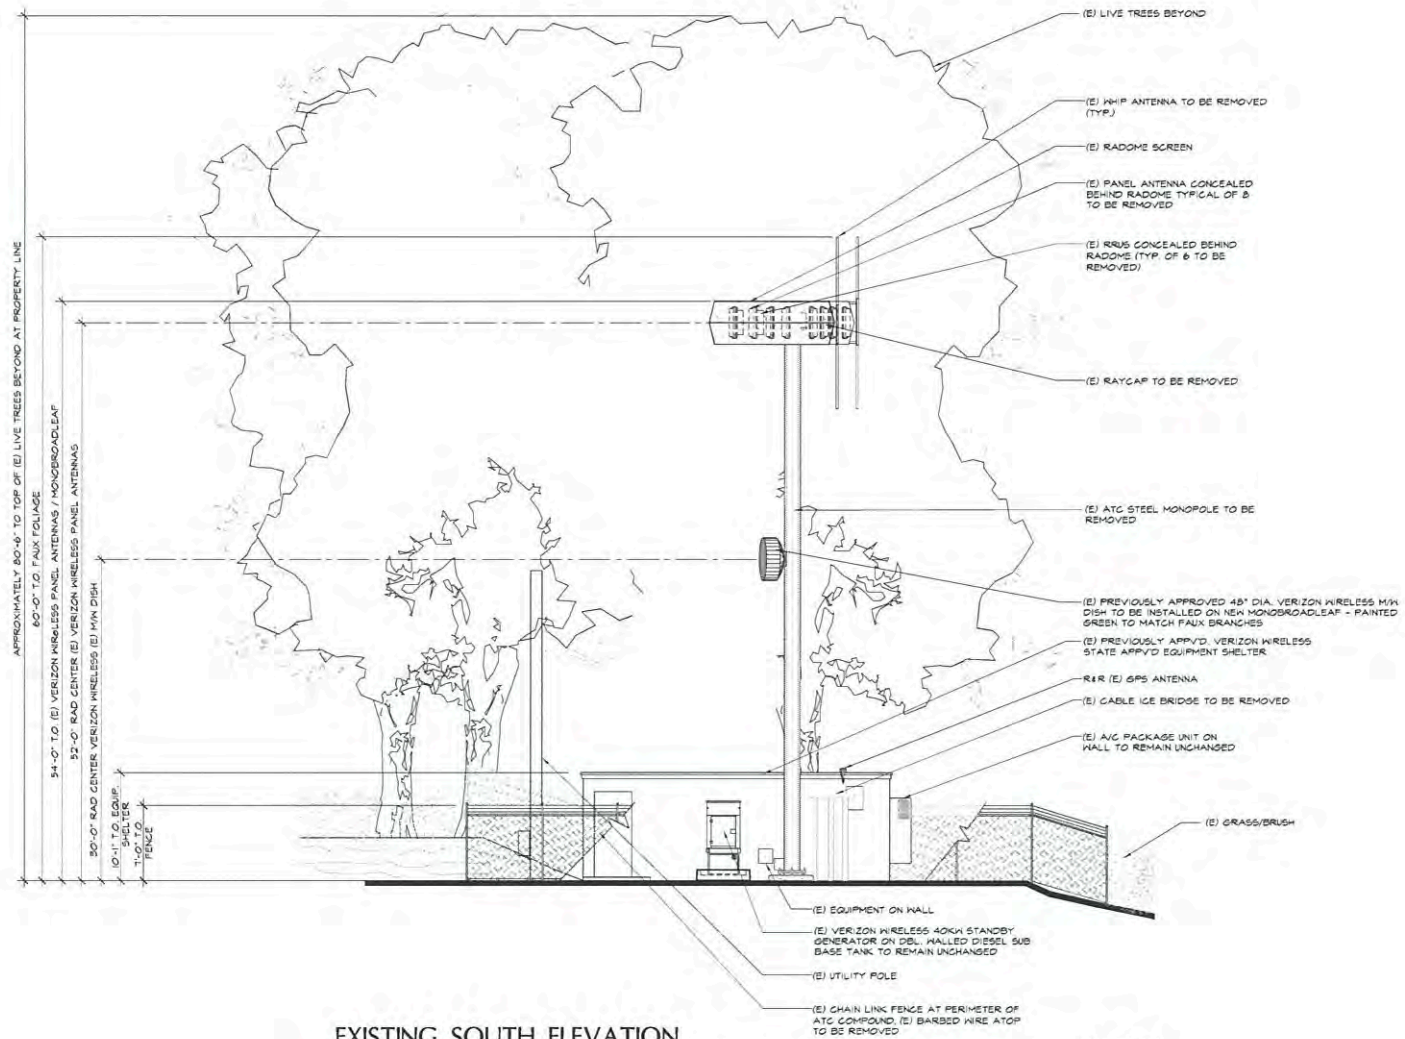 (E) LIVE TREES BEYOND
(E) WHIP ANTENNA TO BE REMOVED
(TYP.)
(E) RADOME SCREEN
(E) PANEL ANTENNA CONCEALED
BEHIND RADOME TYPICAL OF 8
TO BE REMOVED
(E) RRUS CONCEALED BEHIND
RADOME (TYP. OF 6 TO BE
REMOVED)
(E) RAYCAP TO BE REMOVED
(E) ATC STEEL MONOPOLE TO BE
REMOVED
(E) PREVIOUSLY APPROVED 48" DIA. VERIZON WIRELESS M/W
DISH TO BE INSTALLED ON NEW MONOBROADLEAF - PAINTED
GREEN TO MATCH FAUX BRANCHES
(E) PREVIOUSLY APPV'D. VERIZON WIRELESS
STATE APPV'D EQUIPMENT SHELTER
R&R (E) GPS ANTENNA
(E) CABLE ICE BRIDGE TO BE REMOVED
(E) A/C PACKAGE UNIT ON
WALL TO REMAIN UNCHANGED
(E) GRASS/BRUSH
(E) EQUIPMENT ON WALL
(E) VERIZON WIRELESS 40KW STANDBY
GENERATOR ON DBL. WALLED DIESEL SUB
BASE TANK TO REMAIN UNCHANGED
(E) UTILITY POLE
(E) CHAIN LINK FENCE AT PERIMETER OF
ATC COMPOUND, (E) BARBED WIRE ATOP
TO BE REMOVED
APPROXIMATELY 80'-6" TO TOP OF (E) LIVE TREES BEYOND AT PROPERTY LINE
60'-0" T.O. FAUX FOLIAGE
54'-0" T.O. (E) VERIZON WIRELESS PANEL ANTENNAS / MONOBROADLEAF
52'-0" RAD CENTER (E) VERIZON WIRELESS PANEL ANTENNAS
30'-0" RAD CENTER VERIZON WIRELESS (E) M/W DISH
10'-1" T.O. EQUIP.
SHELTER
7'-0" T.O.
FENCE
EXISTING SOUTH ELEVATION